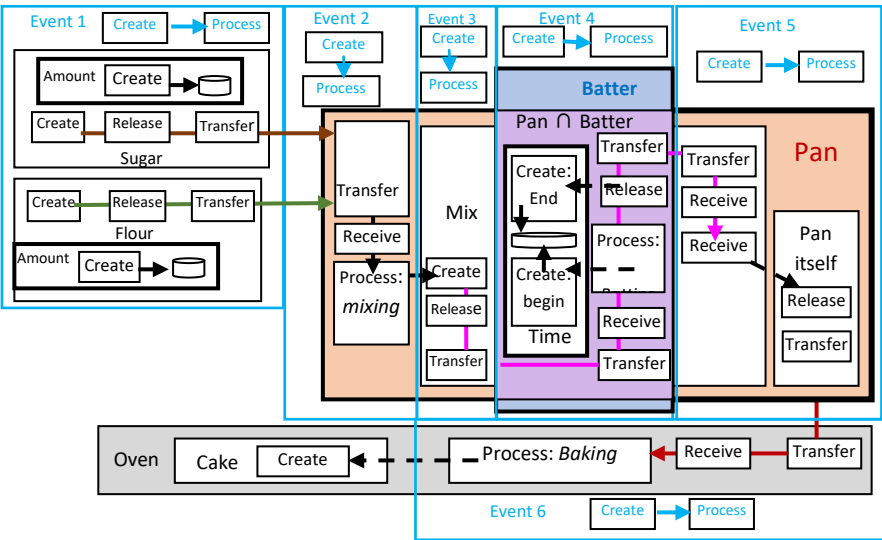 Event 1
Create
Process
Amount
Create
Create
Release
Transfer
Sugar
Create
Release
Transfer
Flour
Amount
Create
Event 2
Create
Process
Transfer
Receive
Process:
mixing
Event 3
Create
Process
Mix
Create
Release
Transfer
Event 4
Create
Process
Batter
Pan ∩ Batter
Create:
End
Create:
begin
Time
Transfer
Release
Process:
Receive
Transfer
Event 5
Create
Process
Pan
Transfer
Receive
Receive
Pan
itself
Release
Transfer
Oven
Cake
Create
Process: Baking
Receive
Transfer
Event 6
Create
Process